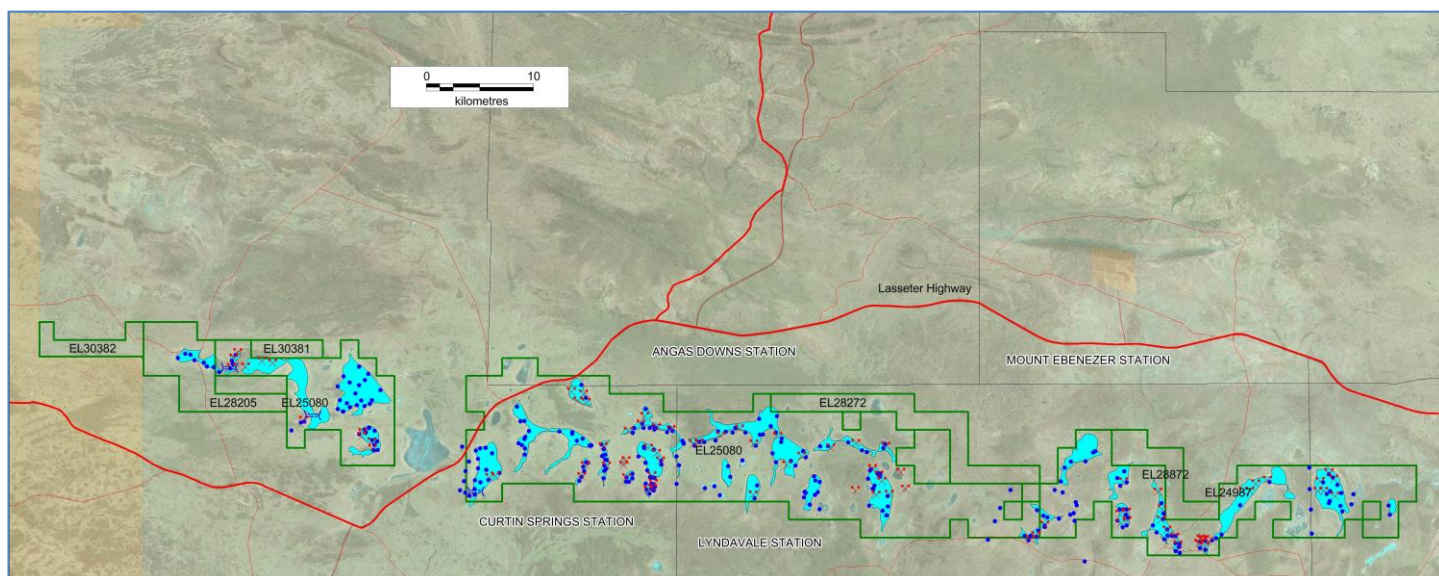 0 10
kilometres
Lasseter Highway
EL30382
EL30381
ANGAS DOWNS STATION
MOUNT EBENEZER STATION
EL28205
EL25080
EL28272
EL25080
EL28872
EL24987
CURTIN SPRINGS STATION
LYNDAVALE STATION